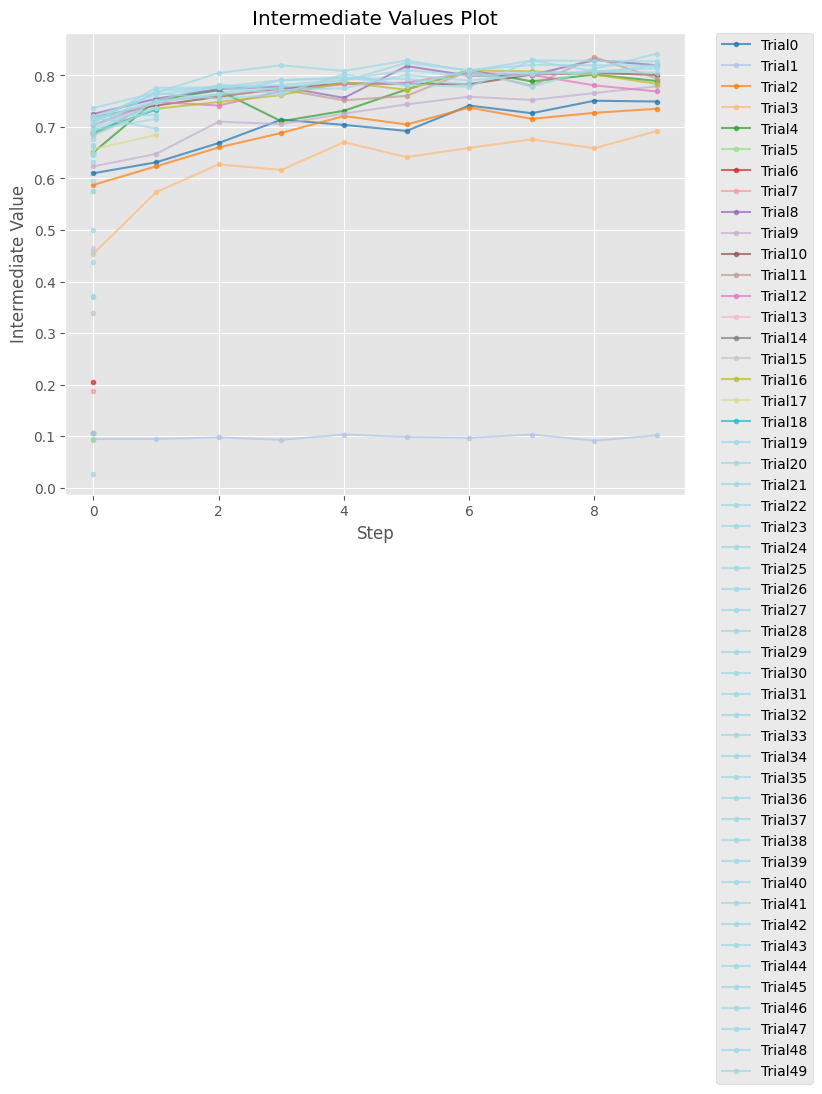 Intermediate Values Plot
Intermediate Value
0.8
0.7
0.6
0.5
0.4
0.3
0.2
0.1
0.0
0 2 4 6 8
Step
Trial0
Trial1
Trial2
Trial3
Trial4
Trial5
Trial6
Trial7
Trial8
Trial9
Trial10
Trial11
Trial12
Trial13
Trial14
Trial15
Trial16
Trial17
Trial18
Trial19
Trial20
Trial21
Trial22
Trial23
Trial24
Trial25
Trial26
Trial27
Trial28
Trial29
Trial30
Trial31
Trial32
Trial33
Trial34
Trial35
Trial36
Trial37
Trial38
Trial39
Trial40
Trial41
Trial42
Trial43
Trial44
Trial45
Trial46
Trial47
Trial48
Trial49